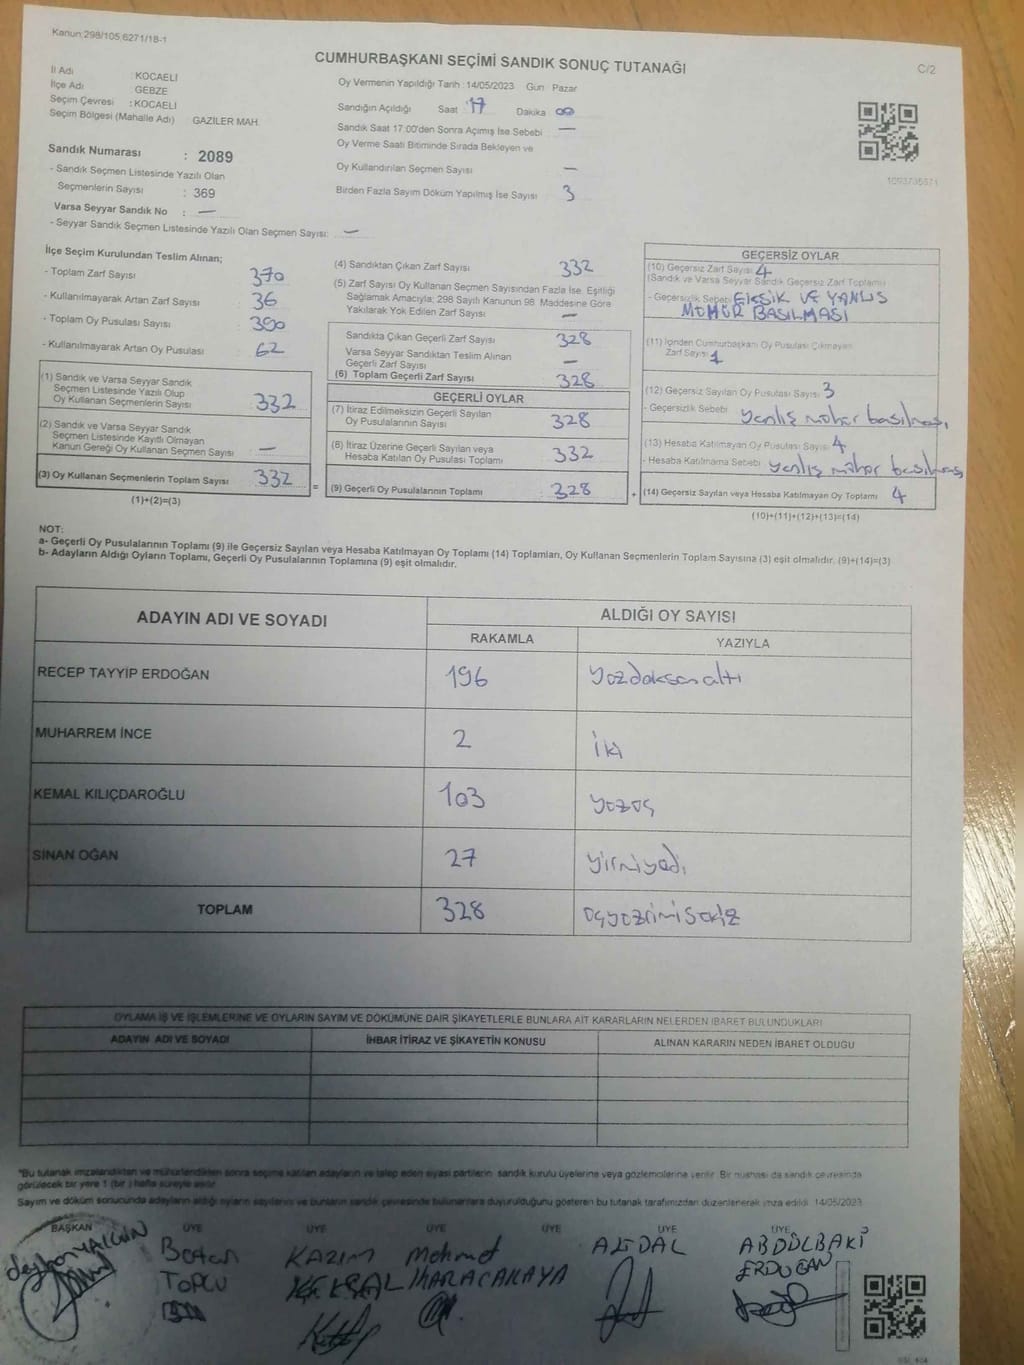 Kanun:298/105,6271/18-1
CUMHURBAŞKANI SEÇİMİ SANDIK SONUÇ TUTANAĞI
C/2
İl Adı : KOCAELİ
İlçe Adı : GEBZE
Seçim Çevresi : KOCAELİ
Seçim Bölgesi (Mahalle Adı) GAZILER MAH.
Sandık Numarası : 2089
- Sandık Seçmen Listesinde Yazılı Olan
Seçmenlerin Sayısı : 369
Varsa Seyyar Sandık No : —
- Seyyar Sandık Seçmen Listesinde Yazılı Olan Seçmen Sayısı: —
Oy Vermenin Yapıldığı Tarih : 14/05/2023 Gün Pazar
Sandığın Açıldığı Saat 17 Dakika 00
Sandık Saat 17:00'den Sonra Açımış İse Sebebi —
Oy Verme Saati Bitiminde Sırada Bekleyen ve
Oy Kullandırılan Seçmen Sayısı —
Birden Fazla Sayım Döküm Yapılmış İse Sayısı 3
1093735571
İlçe Seçim Kurulundan Teslim Alınan;
- Toplam Zarf Sayısı 370
- Kullanılmayarak Artan Zarf Sayısı 36
- Toplam Oy Pusulası Sayısı 390
- Kullanılmayarak Artan Oy Pusulası 62
(1) Sandık ve Varsa Seyyar Sandık
Seçmen Listesinde Yazılı Olup
Oy Kullanan Seçmenlerin Sayısı 332
(2) Sandık ve Varsa Seyyar Sandık
Seçmen Listesinde Kayıtlı Olmayan
Kanun Gereği Oy Kullanan Seçmen Sayısı —
(3) Oy Kullanan Seçmenlerin Toplam Sayısı 332
(1)+(2)=(3)
(4) Sandıktan Çıkan Zarf Sayısı 332
(5) Zarf Sayısı Oy Kullanan Seçmen Sayısından Fazla İse, Eşitliği
Sağlamak Amacıyla; 298 Sayılı Kanunun 98. Maddesine Göre
Yakılarak Yok Edilen Zarf Sayısı —
Sandıkta Çıkan Geçerli Zarf Sayısı 328
Varsa Seyyar Sandıktan Teslim Alınan
Geçerli Zarf Sayısı —
(6) Toplam Geçerli Zarf Sayısı 328
GEÇERLİ OYLAR
(7) İtiraz Edilmeksizin Geçerli Sayılan
Oy Pusulalarının Sayısı 328
(8) İtiraz Üzerine Geçerli Sayılan veya
Hesaba Katılan Oy Pusulası Toplamı 332
= (9) Geçerli Oy Pusulalarının Toplamı 328
GEÇERSİZ OYLAR
(10) Geçersiz Zarf Sayısı 4
(Sandık ve Varsa Seyyar Sandık Geçersiz Zarf Toplamı)
- Geçersizlik Sebebi EKSİK VE YANLIS
MÜHÜR BASILMASI
(11) İçinden Cumhurbaşkanı Oy Pusulası Çıkmayan
Zarf Sayısı 1
(12) Geçersiz Sayılan Oy Pusulası Sayısı 3
- Geçersizlik Sebebi yanlış mühür basılması
(13) Hesaba Katılmayan Oy Pusulası Sayısı 4
- Hesaba Katılmama Sebebi yanlış mühür basılması
+ (14) Geçersiz Sayılan veya Hesaba Katılmayan Oy Toplamı 4
(10)+(11)+(12)+(13)=(14)
NOT:
a- Geçerli Oy Pusulalarının Toplamı (9) ile Geçersiz Sayılan veya Hesaba Katılmayan Oy Toplamı (14) Toplamları, Oy Kullanan Seçmenlerin Toplam Sayısına (3) eşit olmalıdır. (9)+(14)=(3)
b- Adayların Aldığı Oyların Toplamı, Geçerli Oy Pusulalarının Toplamına (9) eşit olmalıdır.
ADAYIN ADI VE SOYADI
ALDIĞI OY SAYISI
RAKAMLA YAZIYLA
RECEP TAYYİP ERDOĞAN 196 yüzdoksanaltı
MUHARREM İNCE 2 iki
KEMAL KILIÇDAROĞLU 103 yüzüç
SİNAN OĞAN 27 yirmiyedi
TOPLAM 328 üçyüzyirmisekiz
OYLAMA İŞ VE İŞLEMLERİNE VE OYLARIN SAYIM VE DÖKÜMÜNE DAİR ŞİKAYETLERLE BUNLARA AİT KARARLARIN NELERDEN İBARET BULUNDUKLARI
ADAYIN ADI VE SOYADI İHBAR İTİRAZ VE ŞİKAYETİN KONUSU ALINAN KARARIN NEDEN İBARET OLDUĞU
*Bu tutanak imzalandıktan ve mühürlendikten sonra seçime katılan adayların ve talep eden siyasi partilerin sandık kurulu üyelerine veya gözlemcilerine verilir. Bir nüshası da sandık çevresinde
görülecek bir yere 1 (bir ) hafta süreyle asılır.
Sayım ve döküm sonucunda adayların aldığı oyların sayılarını ve bunların sandık çevresinde bulunanlara duyurulduğunu gösteren bu tutanak tarafımızdan düzenlenerek imza edildi. 14/05/2023
BAŞKAN ÜYE ÜYE ÜYE ÜYE ÜYE ÜYE
YALÇIN
TOPCU
KAZIM
Mehmet
KARACAKAYA
ALİ DAL
ABDÜLBAKİ
ERDOĞAN